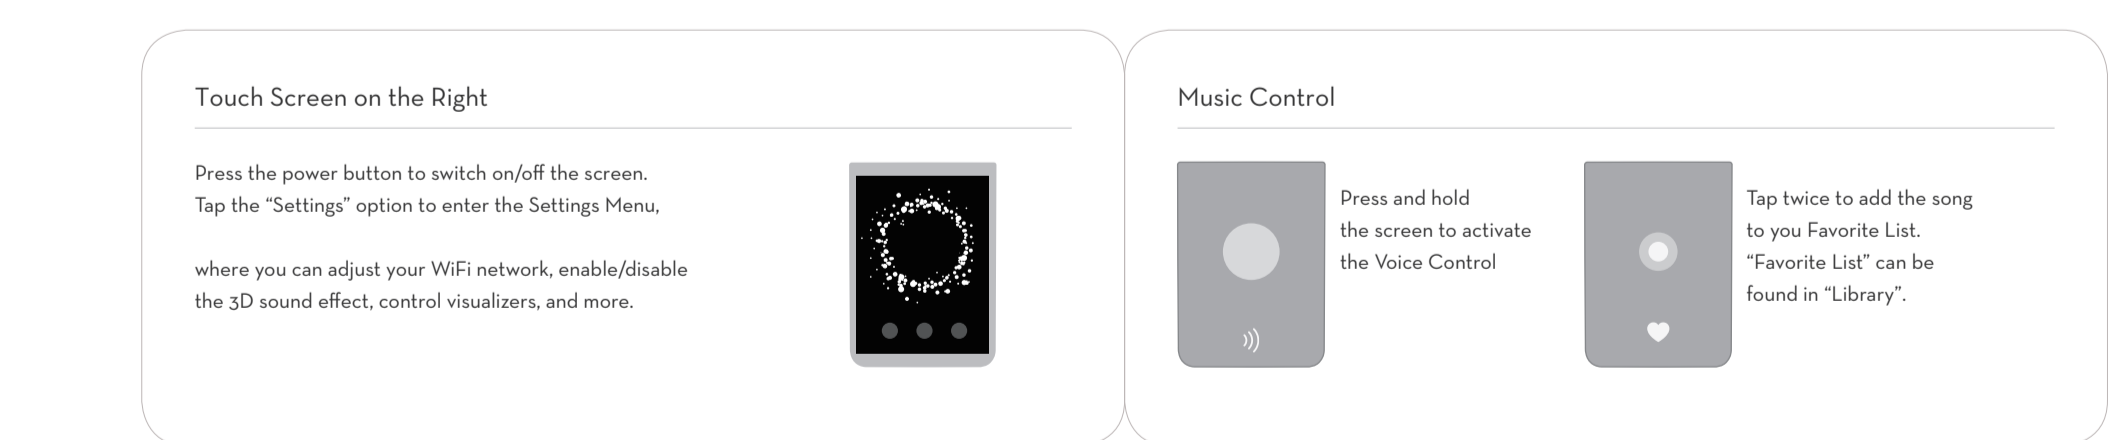 Touch Screen on the Right
Press the power button to switch on/off the screen.
Tap the “Settings” option to enter the Settings Menu,
where you can adjust your WiFi network, enable/disable
the 3D sound effect, control visualizers, and more.
Music Control
Press and hold
the screen to activate
the Voice Control
Tap twice to add the song
to you Favorite List.
“Favorite List” can be
found in “Library”.